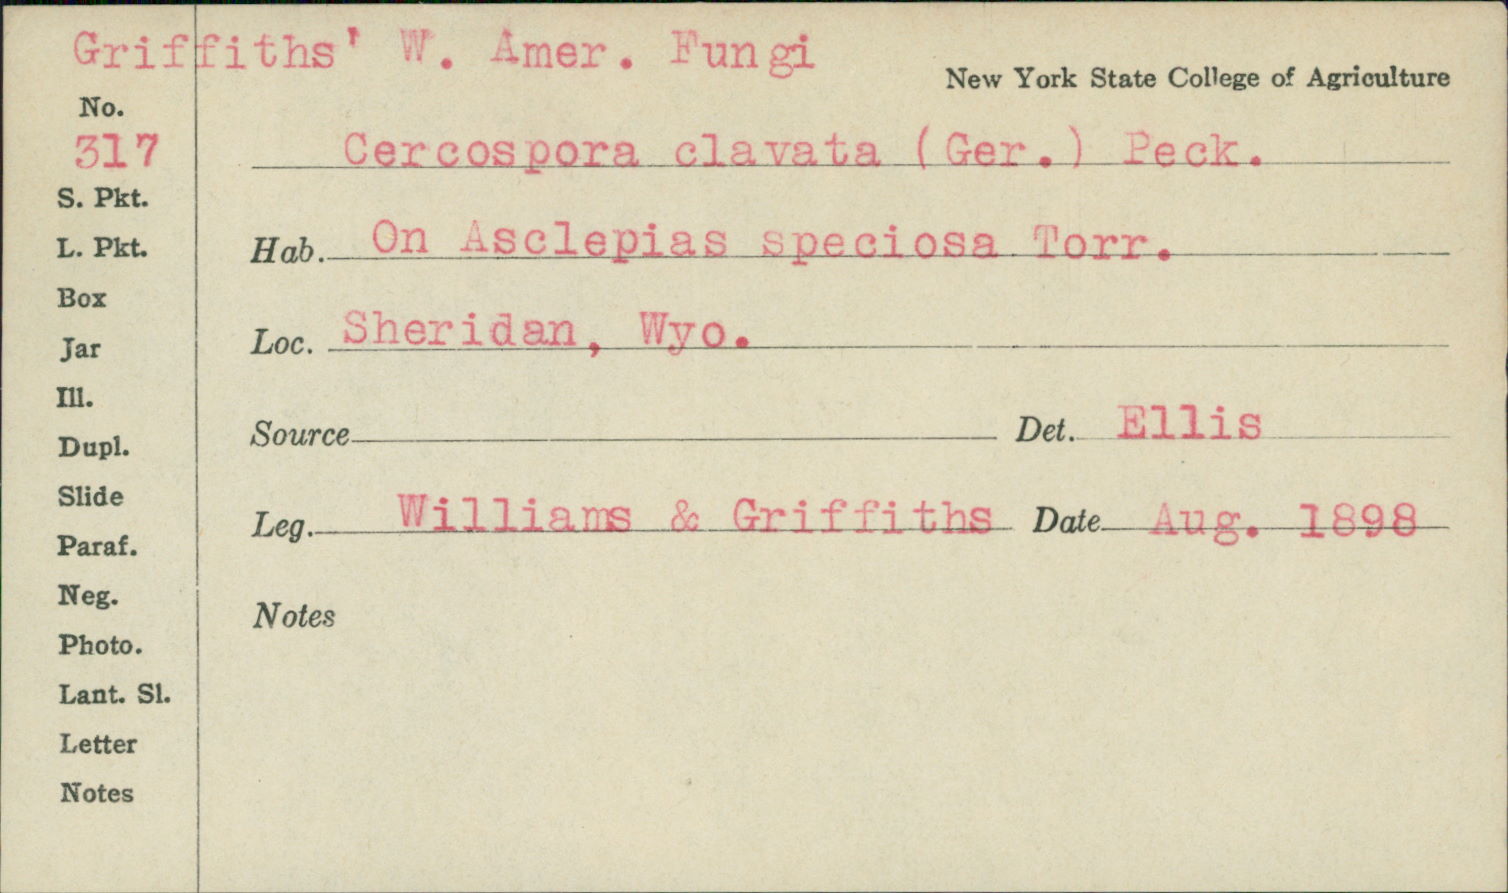 Griffiths' W. Amer. Fungi
New York State College of Agriculture
No.
317
Cercospora clavata (Ger.) Peck.
S. Pkt.
L. Pkt.
Hab. On Asclepias speciosa Torr.
Box
Jar
Loc. Sheridan, Wyo.
Ill.
Dupl.
Source Det. Ellis
Slide
Leg. Williams & Griffiths Date Aug. 1898
Paraf.
Neg.
Notes
Photo.
Lant. Sl.
Letter
Notes